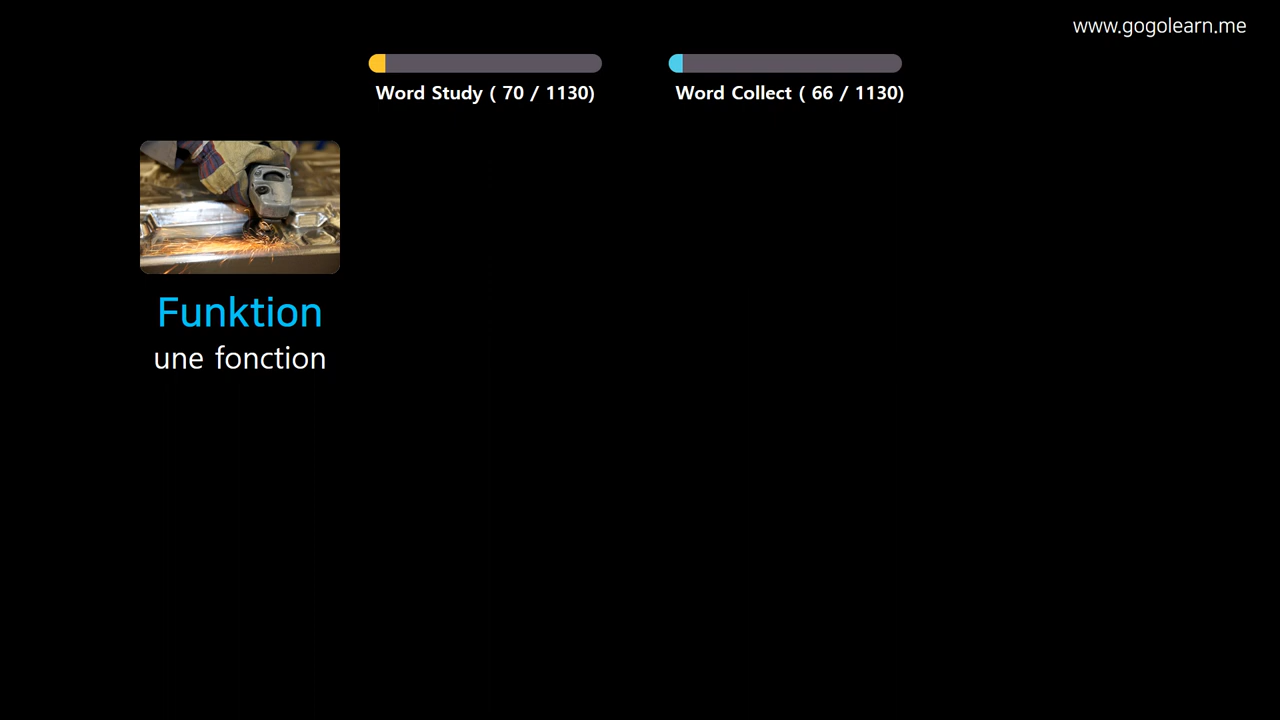 www.gogolearn.me
Word Study ( 70 / 1130)
Word Collect ( 66 / 1130)
Funktion
une fonction